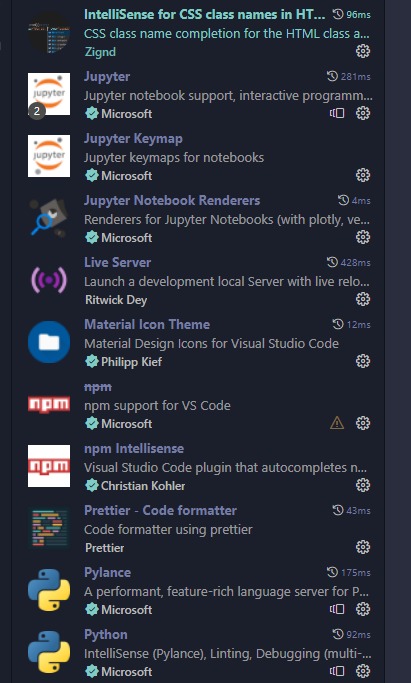 IntelliSense for CSS class names in HT... 96ms
CSS class name completion for the HTML class a...
Zignd
jupyter
2
Jupyter 281ms
Jupyter notebook support, interactive programm...
Microsoft
jupyter
Jupyter Keymap
Jupyter keymaps for notebooks
Microsoft
Jupyter Notebook Renderers 4ms
Renderers for Jupyter Notebooks (with plotly, ve...
Microsoft
Live Server 428ms
Launch a development local Server with live relo...
Ritwick Dey
Material Icon Theme 12ms
Material Design Icons for Visual Studio Code
Philipp Kief
npm
npm
npm support for VS Code
Microsoft
npm
npm Intellisense
Visual Studio Code plugin that autocompletes n...
Christian Kohler
Prettier - Code formatter 43ms
Code formatter using prettier
Prettier
Pylance 175ms
A performant, feature-rich language server for P...
Microsoft
Python 92ms
IntelliSense (Pylance), Linting, Debugging (multi-...
Microsoft